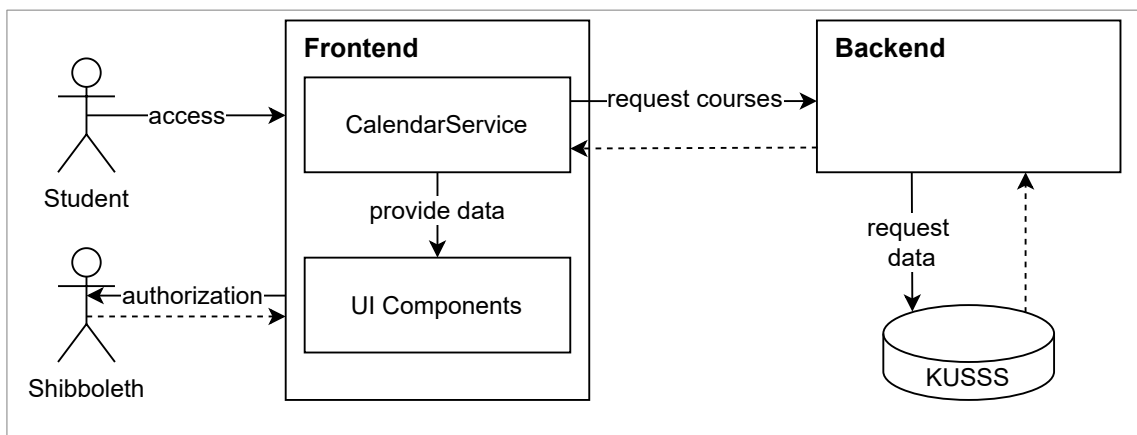 Frontend
Backend
CalendarService
request courses
access
Student
provide data
request
data
authorization
UI Components
Shibboleth
KUSSS